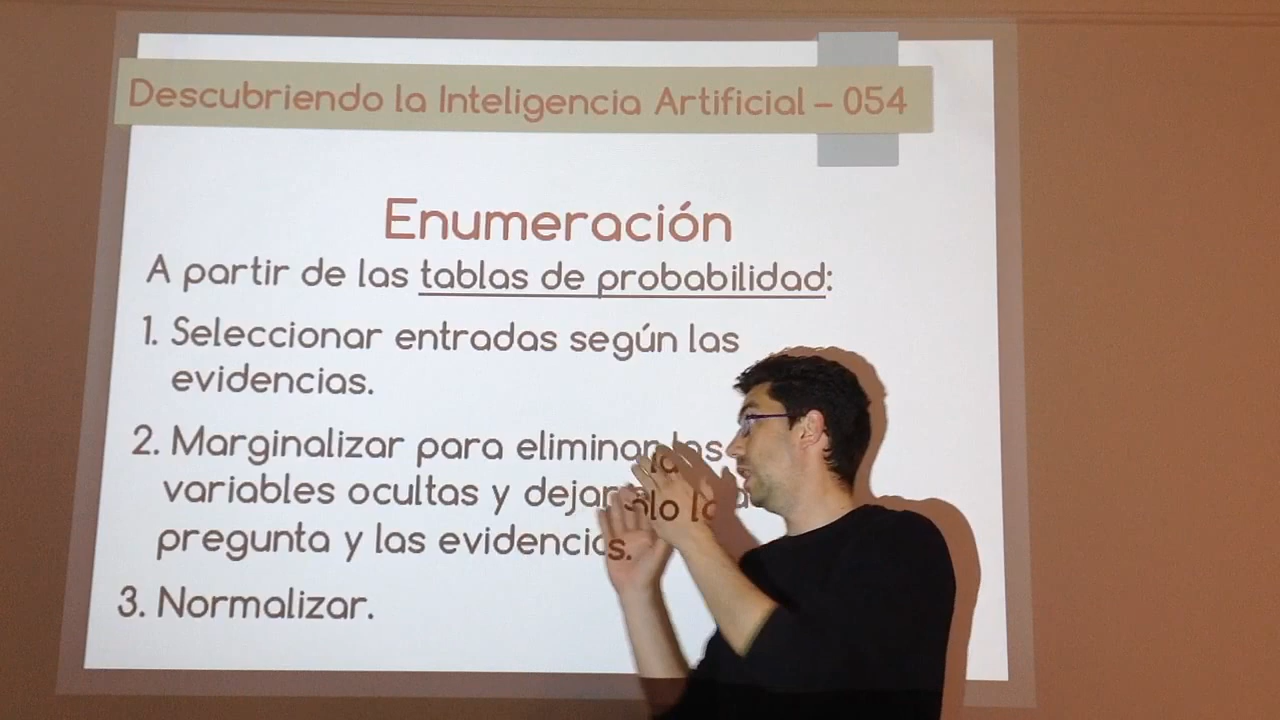 Descubriendo la Inteligencia Artificial – 054
Enumeración
A partir de las tablas de probabilidad:
1. Seleccionar entradas según las
evidencias.
2. Marginalizar para eliminar las
variables ocultas y dejar sólo la
pregunta y las evidencias.
3. Normalizar.